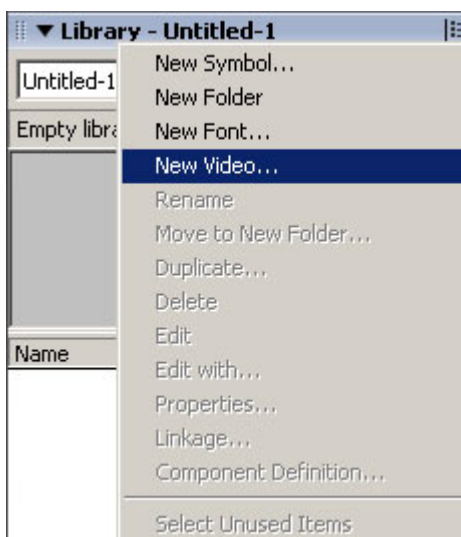 Library - Untitled-1
Untitled-1
Empty libra
Name
New Symbol...
New Folder
New Font...
New Video...
Rename
Move to New Folder...
Duplicate...
Delete
Edit
Edit with...
Properties...
Linkage...
Component Definition...
Select Unused Items